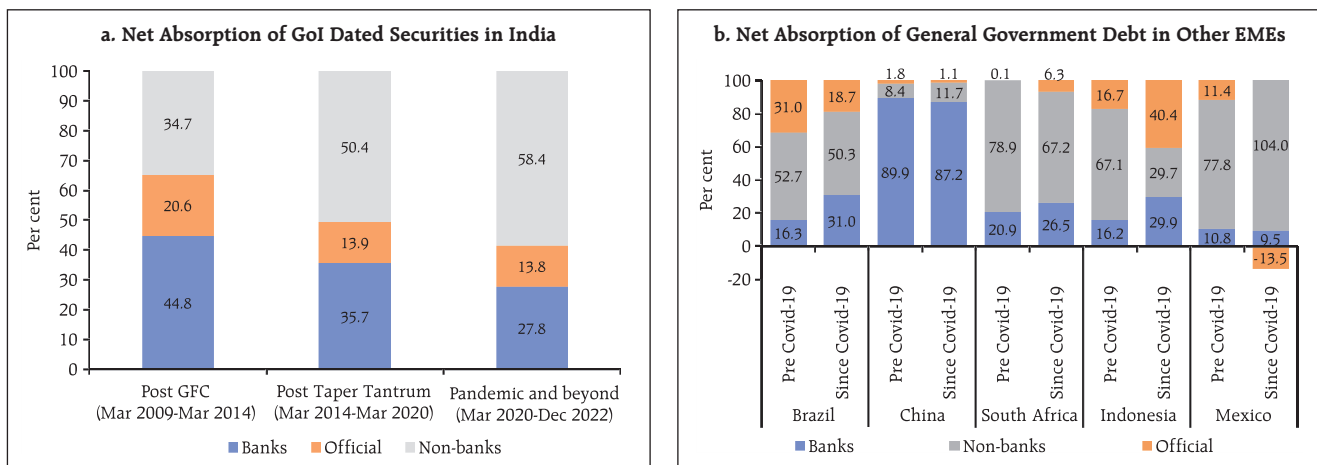 a. Net Absorption of GoI Dated Securities in India
Per cent
100
90
80
70
60
50
40
30
20
10
0
34.7
20.6
44.8
50.4
13.9
35.7
58.4
13.8
27.8
Post GFC
(Mar 2009-Mar 2014)
Post Taper Tantrum
(Mar 2014-Mar 2020)
Pandemic and beyond
(Mar 2020-Dec 2022)
Banks Official Non-banks
b. Net Absorption of General Government Debt in Other EMEs
Per cent
100
80
60
40
20
0
-20
31.0
52.7
16.3
18.7
50.3
31.0
1.8
8.4
89.9
1.1
11.7
87.2
0.1
78.9
20.9
6.3
67.2
26.5
16.7
67.1
16.2
40.4
29.7
29.9
11.4
77.8
10.8
104.0
9.5
-13.5
Pre Covid-19
Since Covid-19
Pre Covid-19
Since Covid-19
Pre Covid-19
Since Covid-19
Pre Covid-19
Since Covid-19
Pre Covid-19
Since Covid-19
Brazil China South Africa Indonesia Mexico
Banks Non-banks Official